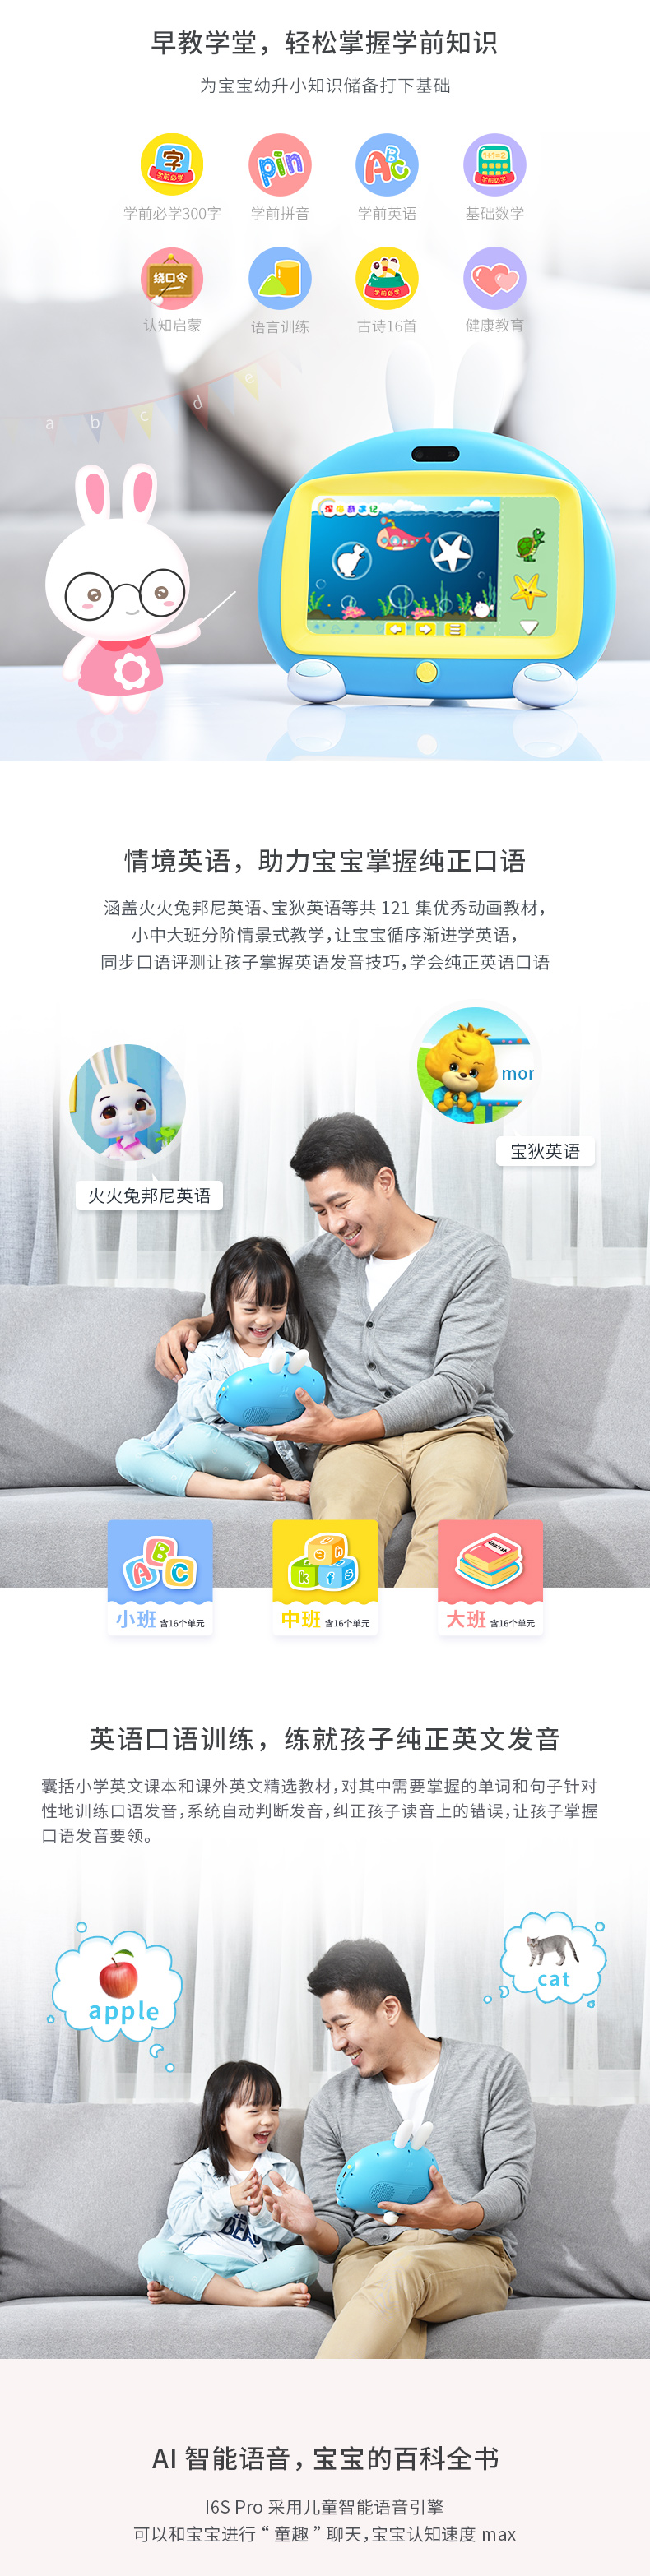 早教学堂，轻松掌握学前知识
为宝宝幼升小知识储备打下基础
字
学前必学
pin
ABC
学前必学
学前必学300字
学前拼音
学前英语
基础数学
绕口令
学前必学
认知启蒙
语言训练
古诗16首
健康教育
a b c d e
情境英语，助力宝宝掌握纯正口语
涵盖火火兔邦尼英语、宝狄英语等共 121 集优秀动画教材，
小中大班分阶情景式教学，让宝宝循序渐进学英语，
同步口语评测让孩子掌握英语发音技巧，学会纯正英语口语
mor
宝狄英语
火火兔邦尼英语
ABC
e n
k f s
English
小班 含16个单元
中班 含16个单元
大班 含16个单元
英语口语训练，练就孩子纯正英文发音
囊括小学英文课本和课外英文精选教材，对其中需要掌握的单词和句子针对
性地训练口语发音，系统自动判断发音，纠正孩子读音上的错误，让孩子掌握
口语发音要领。
apple
cat
AI 智能语音，宝宝的百科全书
I6S Pro 采用儿童智能语音引擎
可以和宝宝进行“童趣”聊天，宝宝认知速度 max